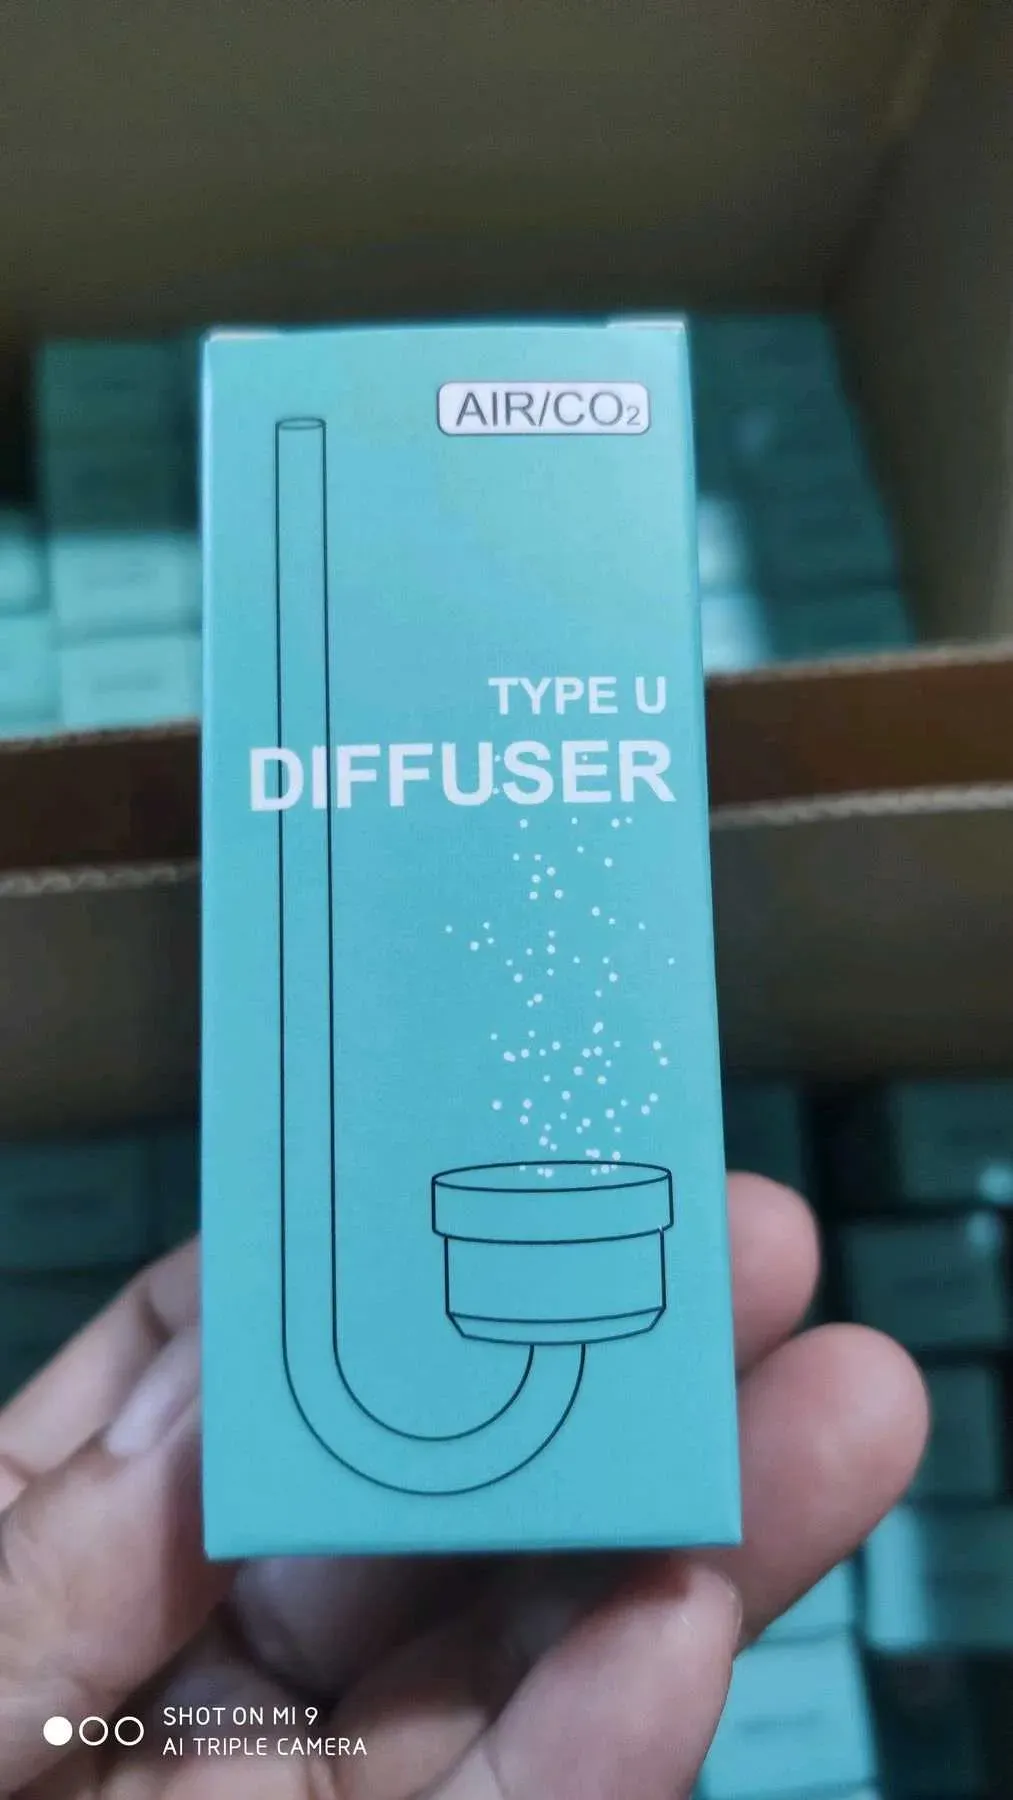 AIR/CO₂
TYPE U
DIFFUSER
SHOT ON MI 9
AI TRIPLE CAMERA